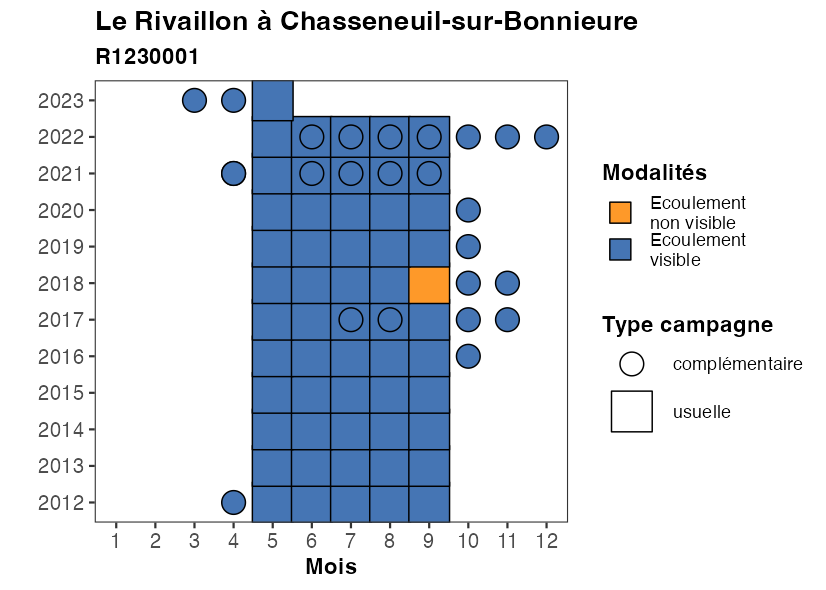 Le Rivaillon à Chasseneuil-sur-Bonnieure
R1230001
2023
2022
2021
2020
2019
2018
2017
2016
2015
2014
2013
2012
1 2 3 4 5 6 7 8 9 10 11 12
Mois
Modalités
Ecoulement
non visible
Ecoulement
visible
Type campagne
complémentaire
usuelle